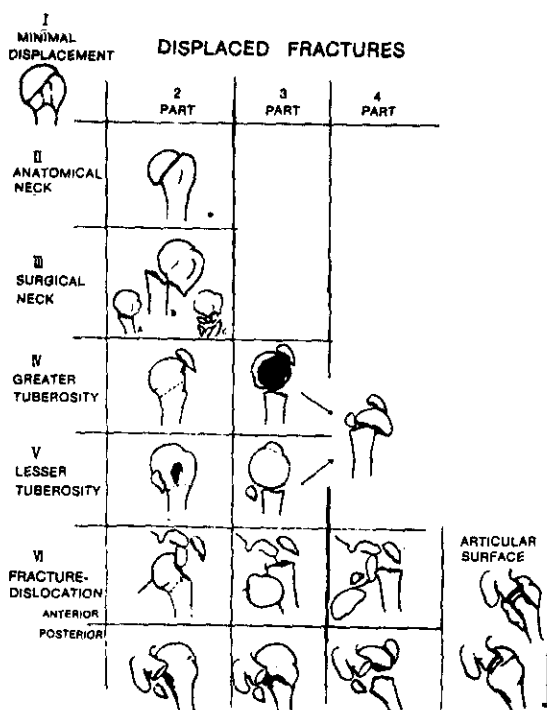 I
MINIMAL
DISPLACEMENT
DISPLACED FRACTURES
2
PART
3
PART
4
PART
II
ANATOMICAL
NECK
III
SURGICAL
NECK
A
B
IV
GREATER
TUBEROSITY
V
LESSER
TUBEROSITY
VI
FRACTURE-
DISLOCATION
ANTERIOR
POSTERIOR
ARTICULAR
SURFACE